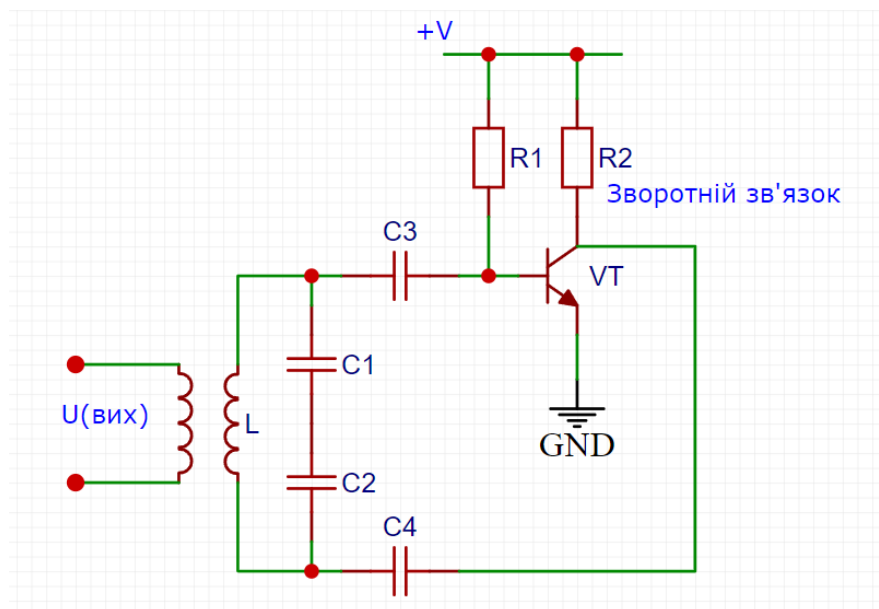 +V
R1
R2
Зворотній зв'язок
C3
VT
C1
U(вих)
L
GND
C2
C4